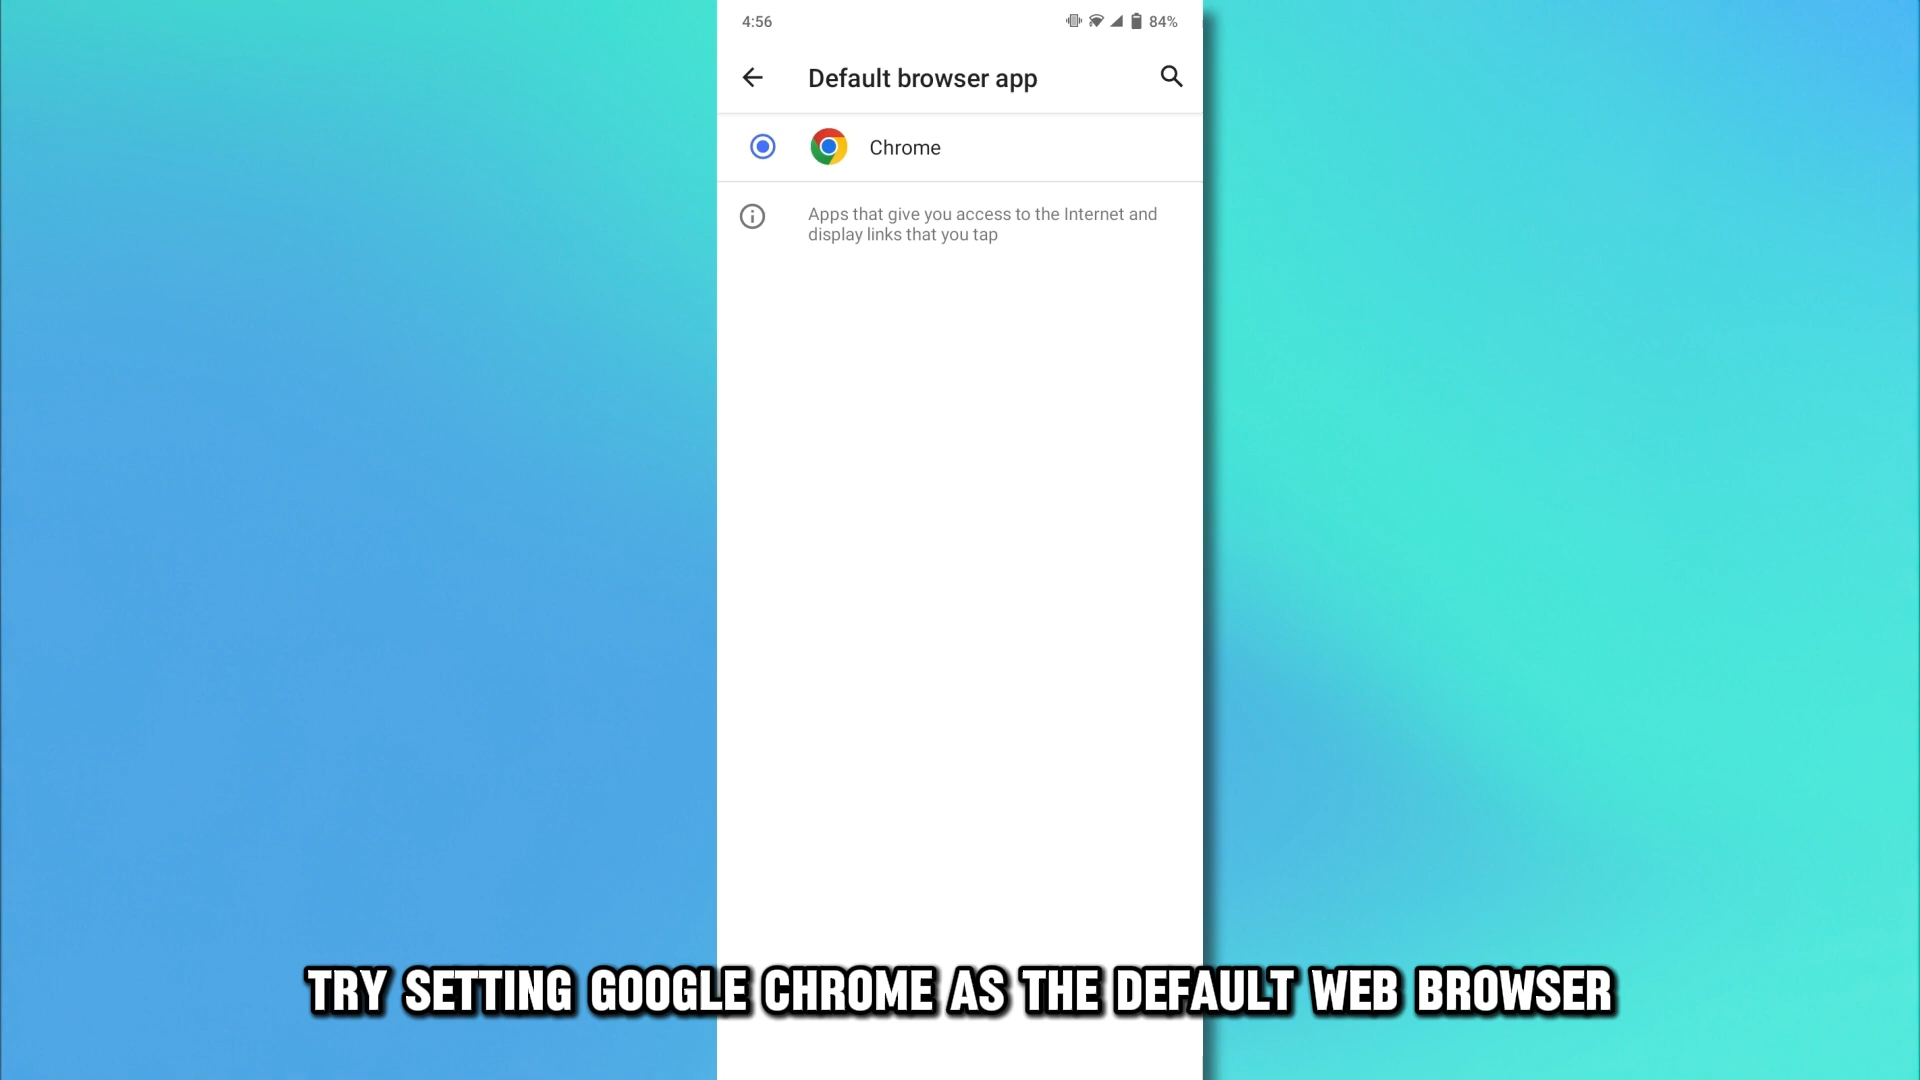 4:56
84%
Default browser app
Chrome
Apps that give you access to the Internet and
display links that you tap
TRY SETTING GOOGLE CHROME AS THE DEFAULT WEB BROWSER